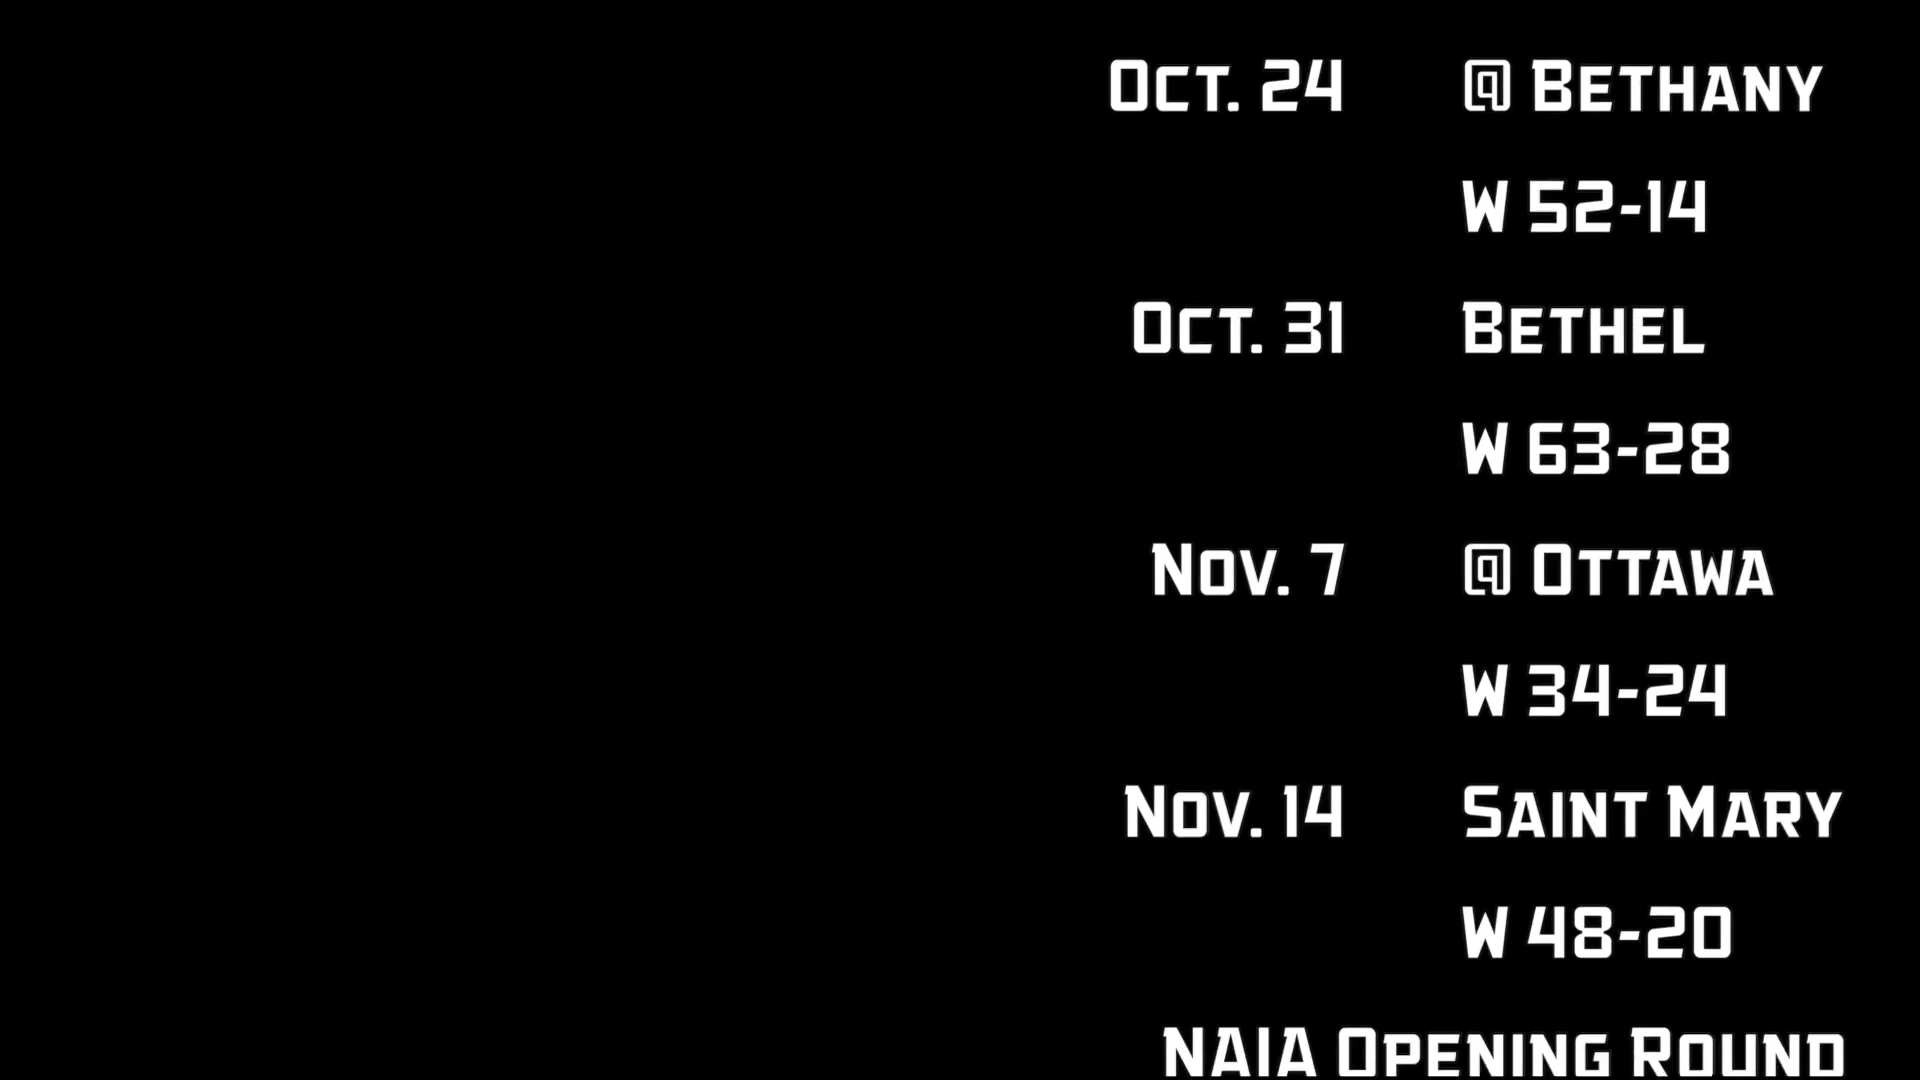 Oct. 24 @ Bethany
W 52-14
Oct. 31 Bethel
W 63-28
Nov. 7 @ Ottawa
W 34-24
Nov. 14 Saint Mary
W 48-20
NAIA Opening Round